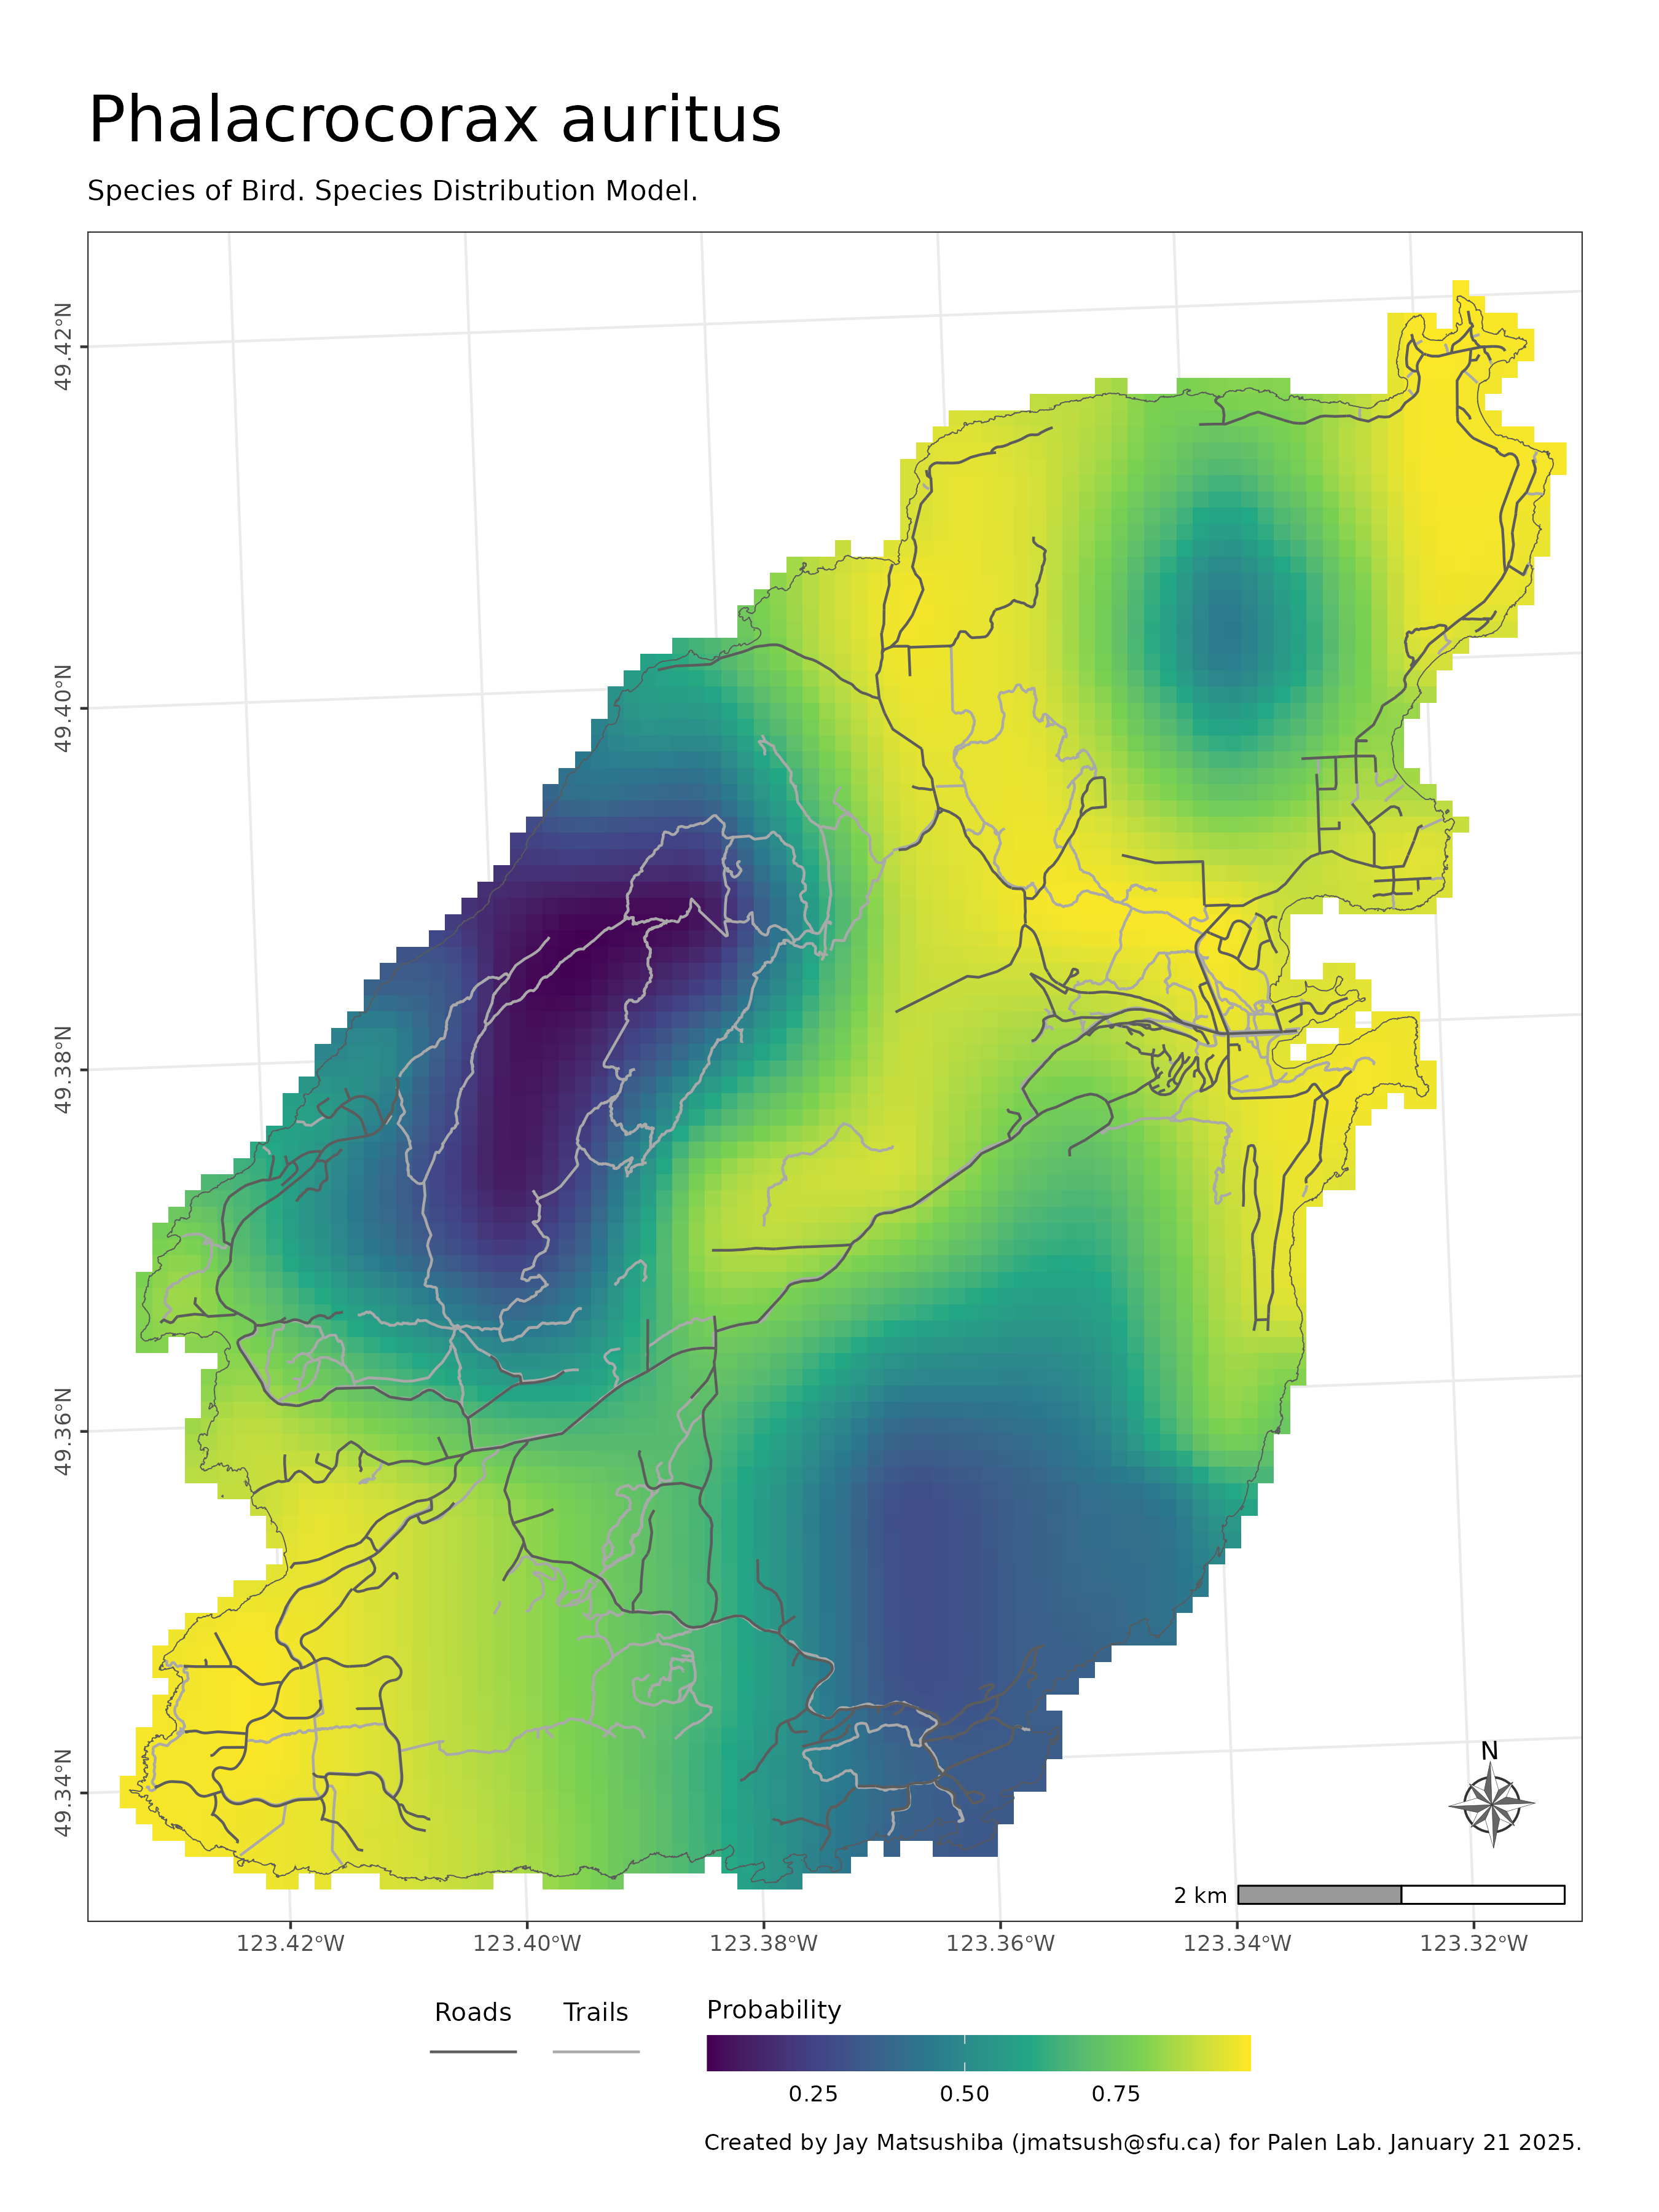 Phalacrocorax auritus
Species of Bird. Species Distribution Model.
49.42°N
49.40°N
49.38°N
49.36°N
49.34°N
N
2 km
123.42°W 123.40°W 123.38°W 123.36°W 123.34°W 123.32°W
Roads Trails Probability
0.25 0.50 0.75
Created by Jay Matsushiba (jmatsush@sfu.ca) for Palen Lab. January 21 2025.